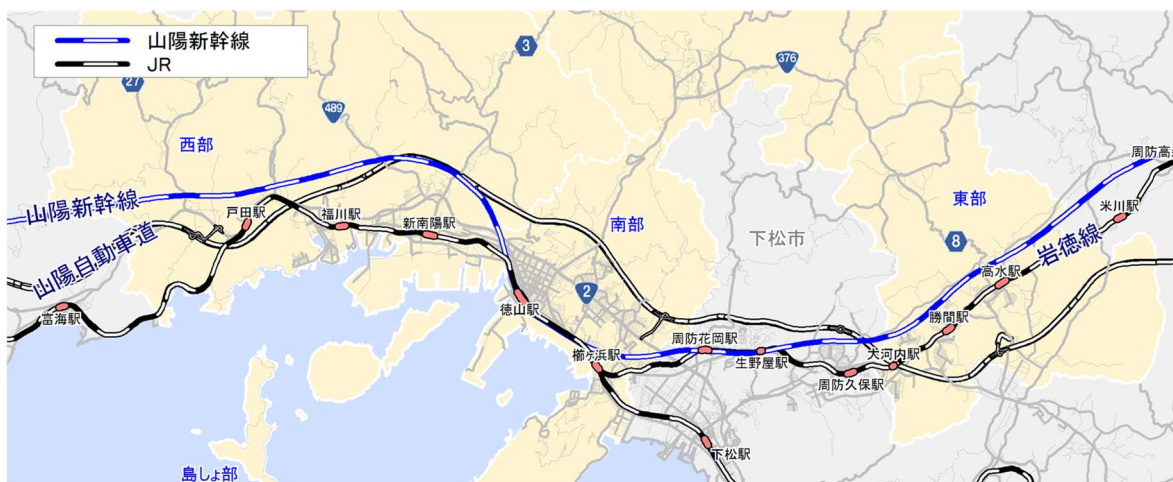 山陽新幹線
JR
3
376
27
489
西部
周防高
山陽新幹線
戸田駅
福川駅
新南陽駅
南部
下松市
東部
米川駅
8
岩徳線
山陽自動車道
高水駅
富海駅
徳山駅
2
勝間駅
周防花岡駅
櫛ヶ浜駅
生野屋駅
大河内駅
周防久保駅
下松駅
島しょ部